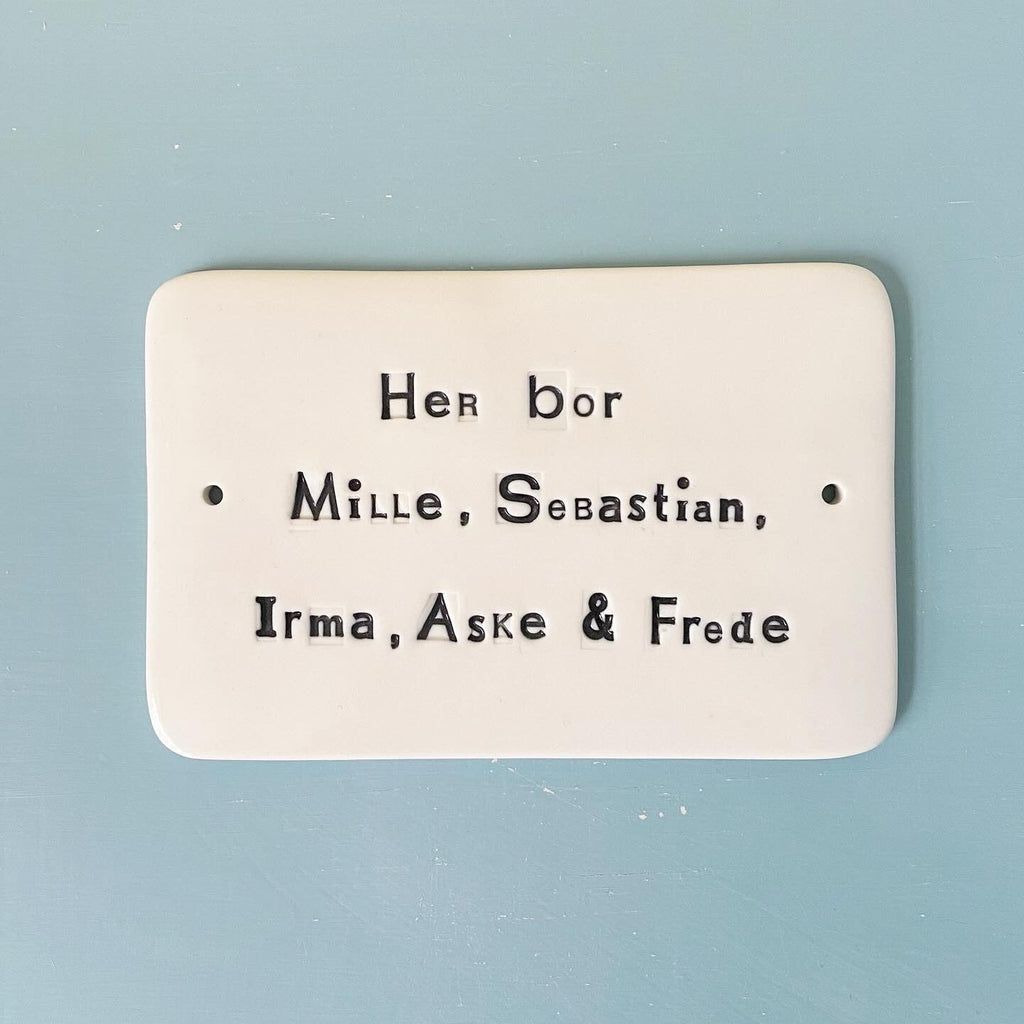 Her bor
Mille, Sebastian,
Irma, Aske & Frede